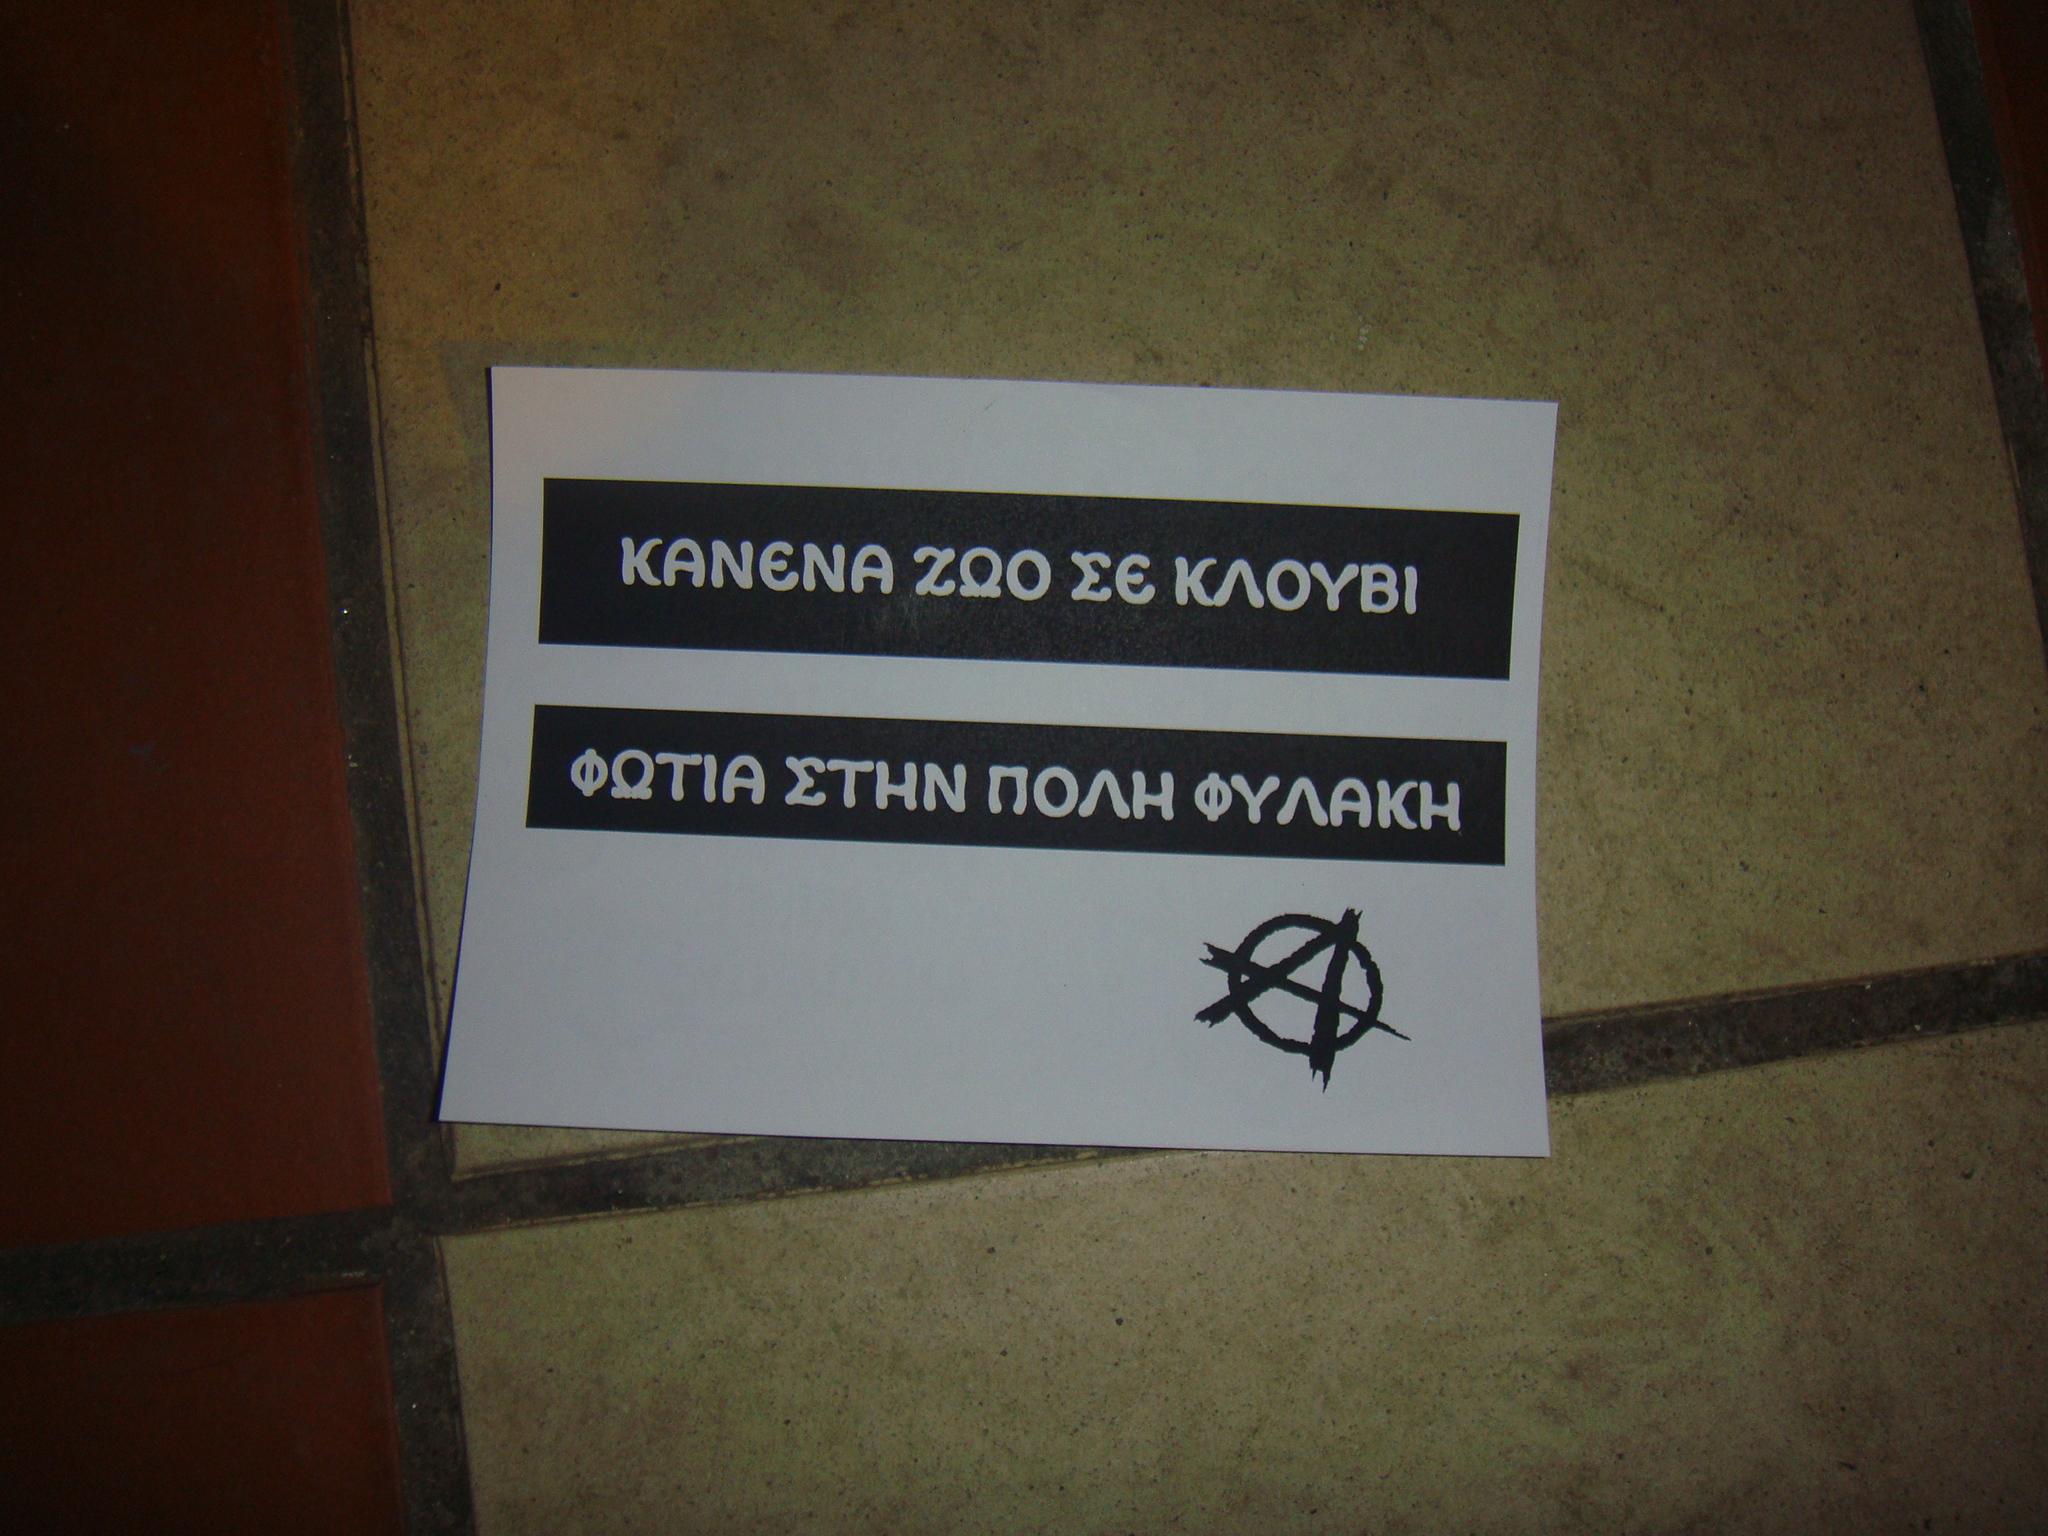 ΚΑΝΕΝΑ ΖΩΟ ΣΕ ΚΛΟΥΒΙ
ΦΩΤΙΑ ΣΤΗΝ ΠΟΛΗ ΦΥΛΑΚΗ